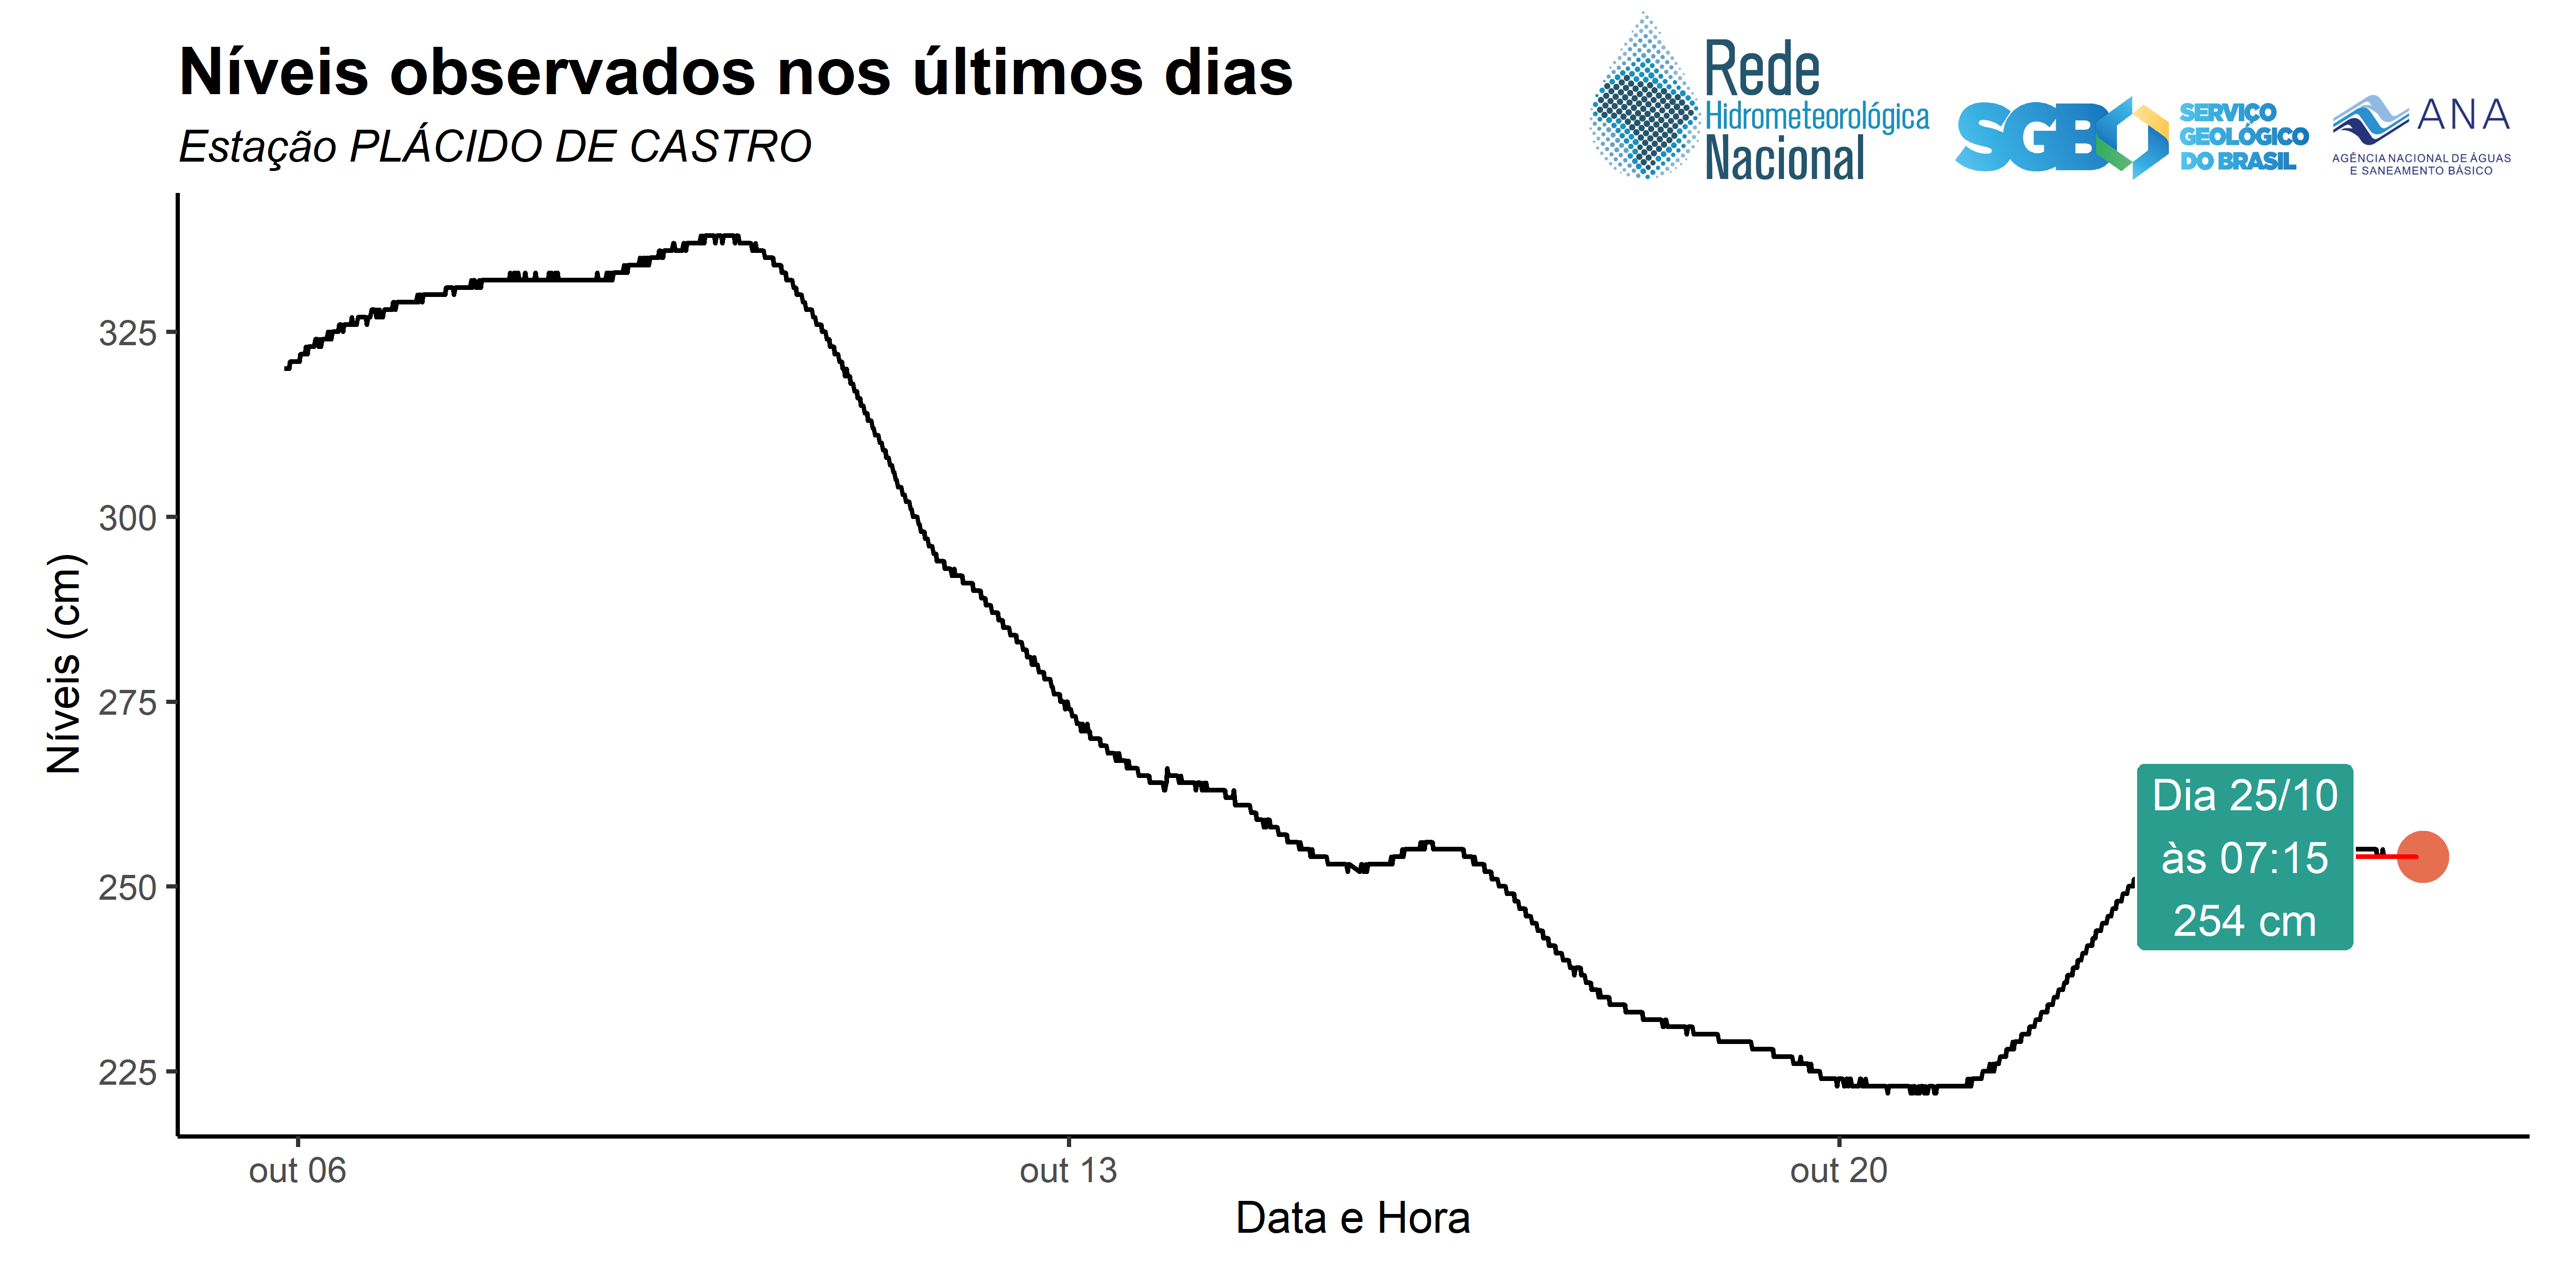 Níveis observados nos últimos dias
Estação PLÁCIDO DE CASTRO
Rede
Hidrometeorológica
Nacional
SGB
SERVIÇO
GEOLÓGICO
DO BRASIL
ANA
AGÊNCIA NACIONAL DE ÁGUAS
E SANEAMENTO BÁSICO
Níveis (cm)
325
300
275
250
225
Dia 25/10
às 07:15
254 cm
out 06
out 13
out 20
Data e Hora